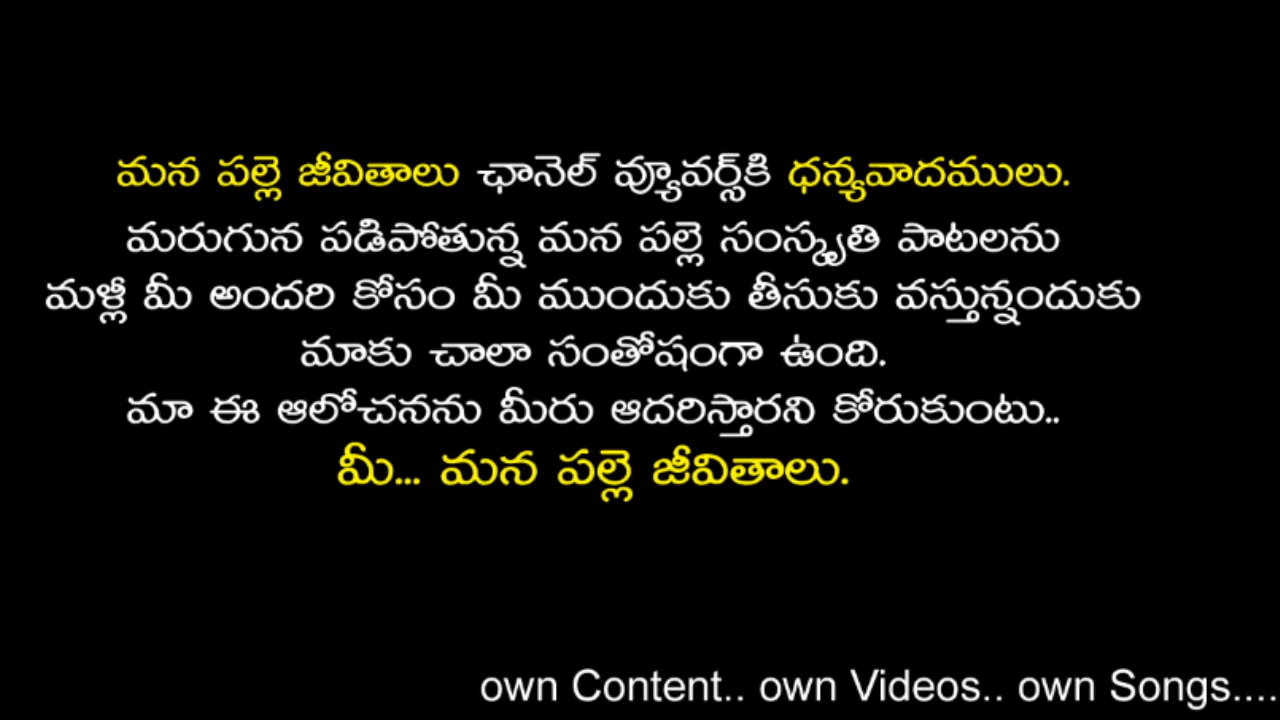 మన పల్లె జీవితాలు ఛానెల్ వ్యూవర్స్‌కి ధన్యవాదములు.
మరుగున పడిపోతున్న మన పల్లె సంస్కృతి పాటలను
మళ్లీ మీ అందరి కోసం మీ ముందుకు తీసుకు వస్తున్నందుకు
మాకు చాలా సంతోషంగా ఉంది.
మా ఈ ఆలోచనను మీరు ఆదరిస్తారని కోరుకుంటు..
మీ... మన పల్లె జీవితాలు.
own Content.. own Videos.. own Songs....